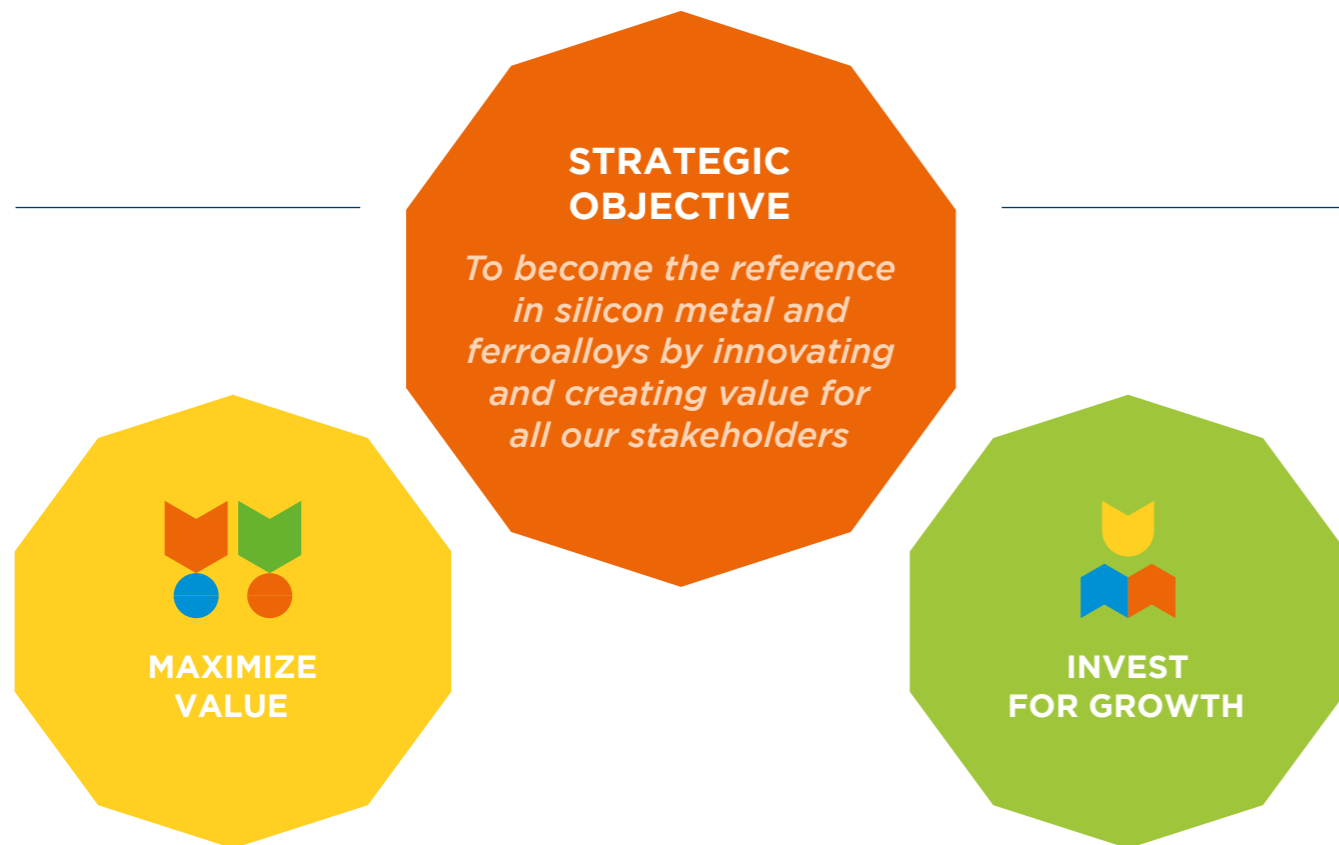 STRATEGIC
OBJECTIVE
To become the reference
in silicon metal and
ferroalloys by innovating
and creating value for
all our stakeholders
MAXIMIZE
VALUE
INVEST
FOR GROWTH